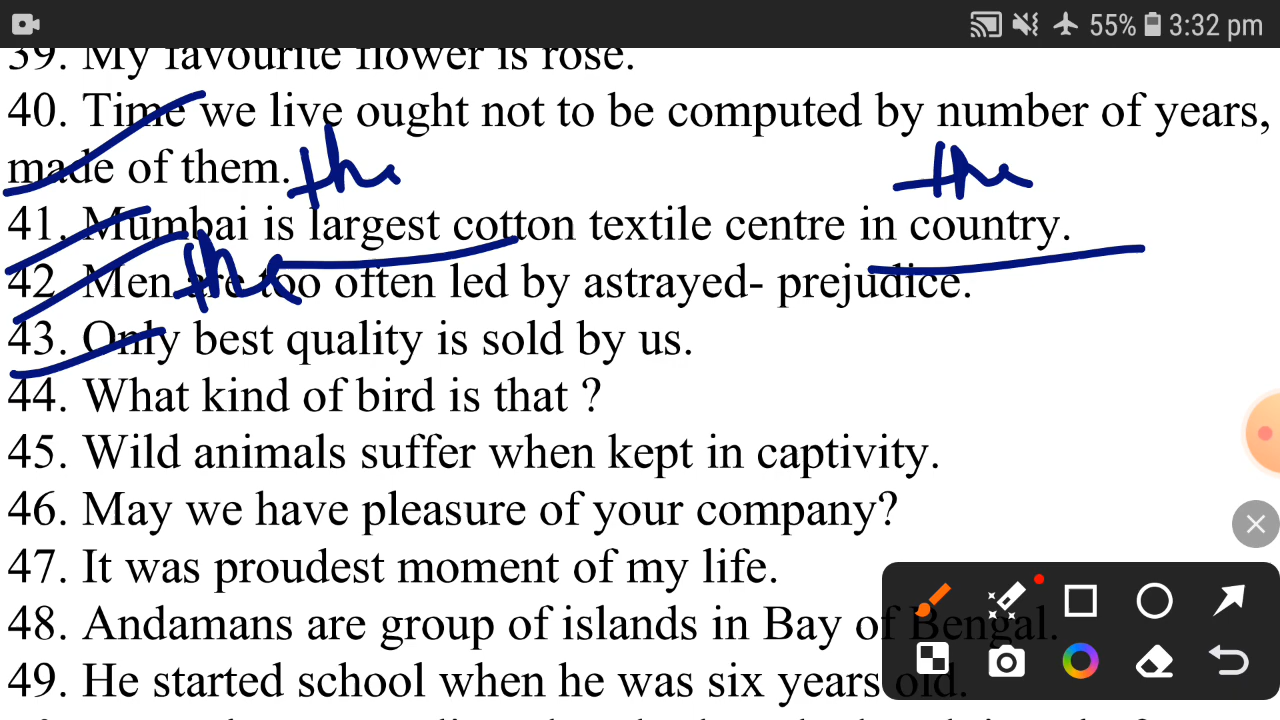 55% 3:32 pm
39. My favourite flower is rose.
40. Time we live ought not to be computed by number of years,
made of them.
the the
41. Mumbai is largest cotton textile centre in country.
the
42. Men are too often led by astrayed- prejudice.
43. Only best quality is sold by us.
44. What kind of bird is that ?
45. Wild animals suffer when kept in captivity.
46. May we have pleasure of your company?
47. It was proudest moment of my life.
48. Andamans are group of islands in Bay of Bengal.
49. He started school when he was six years old.